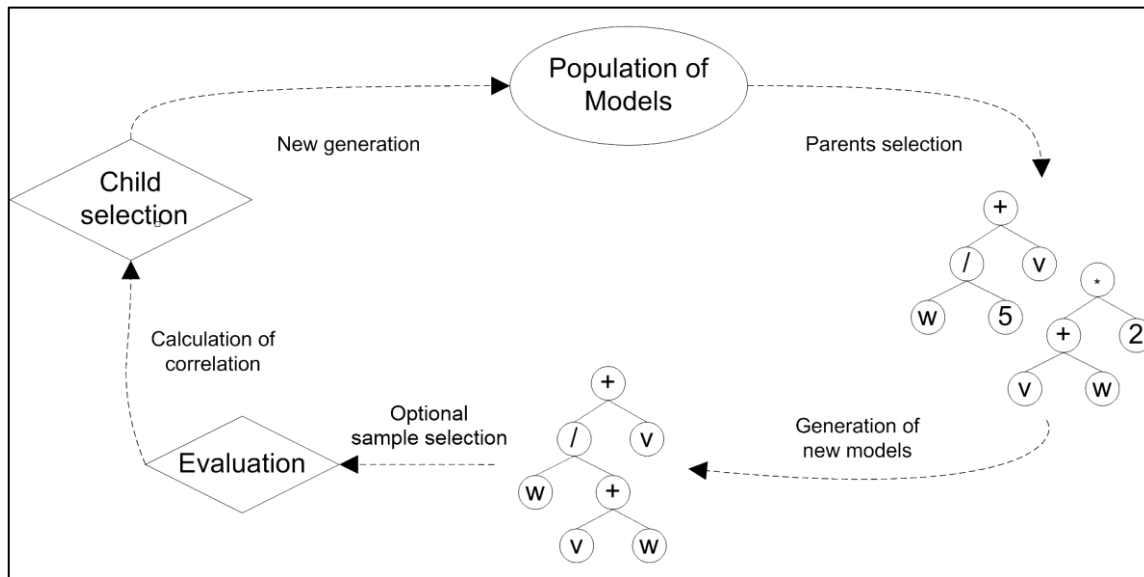 Population of
Models
New generation
Parents selection
Child
selection
+
/
v
w
5
*
+
2
v
w
Calculation of
correlation
Optional
sample selection
Generation of
new models
Evaluation
+
/
v
w
+
v
w